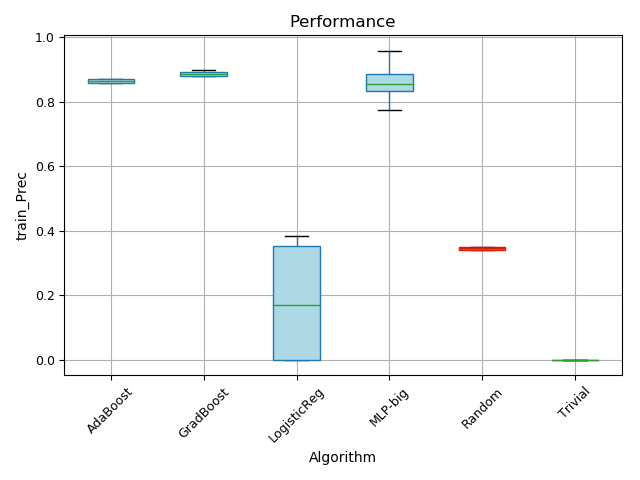 Performance
1.0
0.8
0.6
0.4
0.2
0.0
train_Prec
AdaBoost
GradBoost
LogisticReg
MLP-big
Random
Trivial
Algorithm